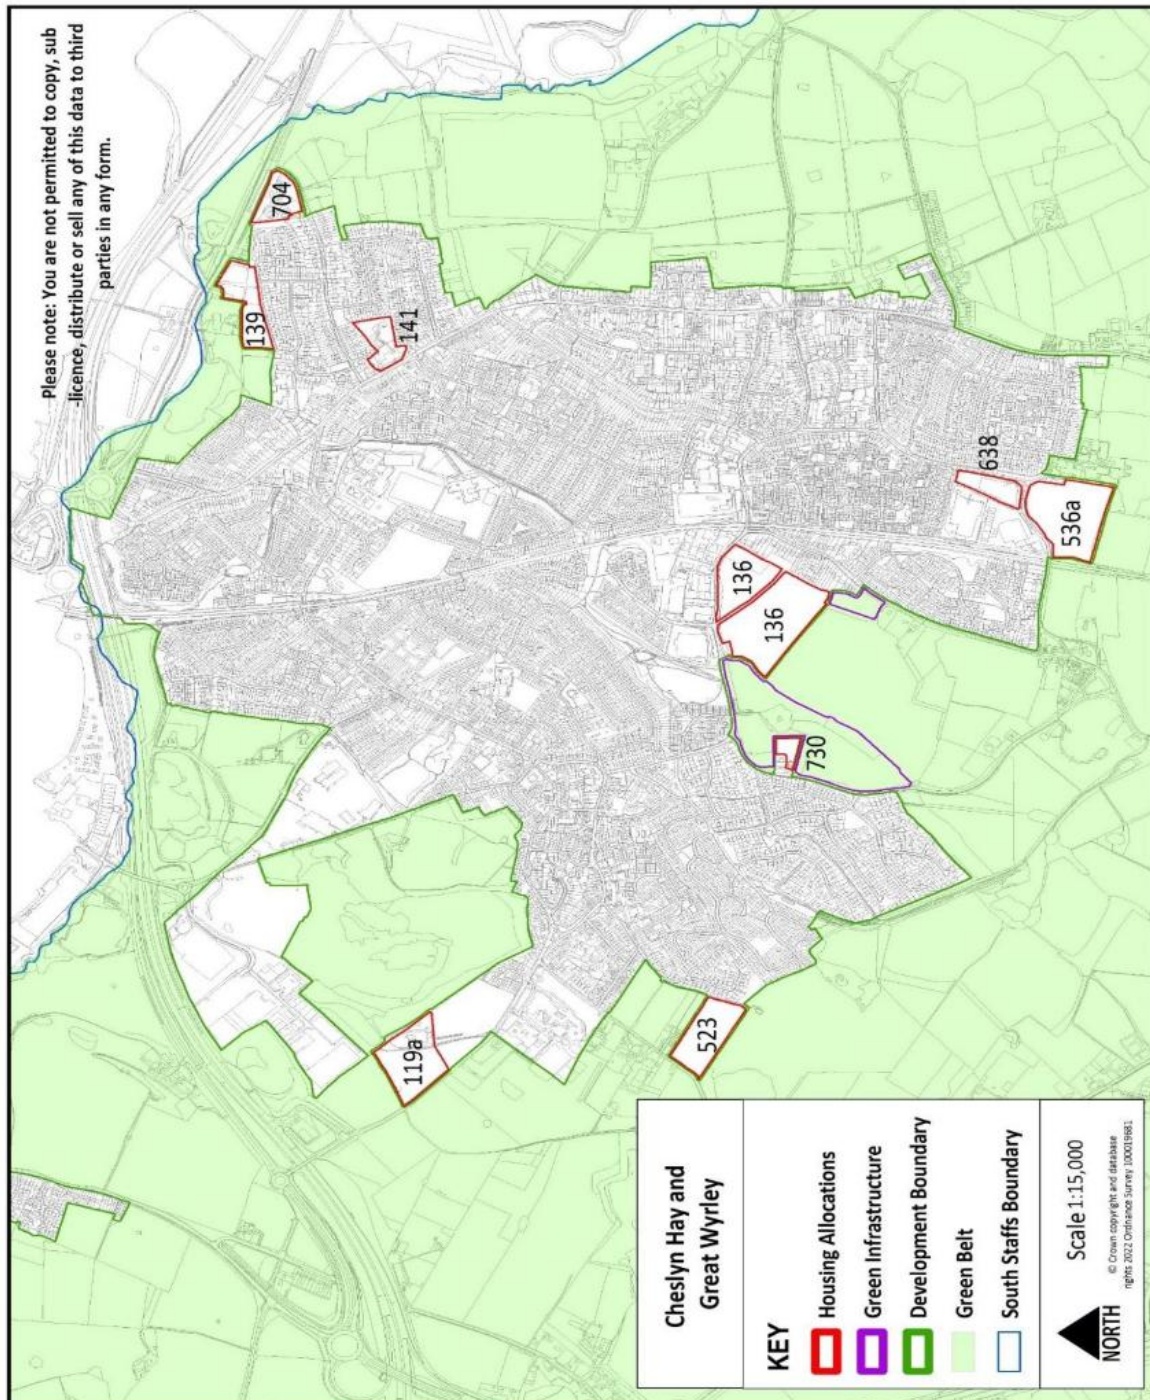 Please note: You are not permitted to copy, sub
-licence, distribute or sell any of this data to third
parties in any form.
704
139
141
119a
523
730
136
136
638
536a
Cheslyn Hay and
Great Wyrley
KEY
Housing Allocations
Green Infrastructure
Development Boundary
Green Belt
South Staffs Boundary
NORTH
Scale 1:15,000
© Crown copyright and database
rights 2022 Ordnance Survey 100019681